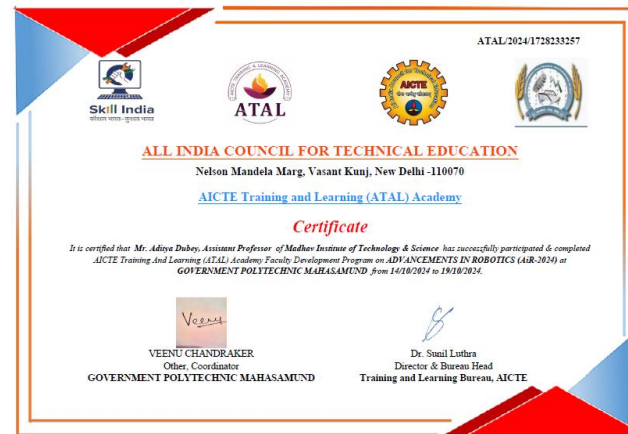 ATAL/2024/1728233257
Skill India
कौशल भारत-कुशल भारत
ATAL
AICTE
ALL INDIA COUNCIL FOR TECHNICAL EDUCATION
Nelson Mandela Marg, Vasant Kunj, New Delhi -110070
AICTE Training and Learning (ATAL) Academy
Certificate
It is certified that Mr. Aditya Dubey, Assistant Professor of Madhav Institute of Technology & Science has successfully participated & completed
AICTE Training And Learning (ATAL) Academy Faculty Development Program on ADVANCEMENTS IN ROBOTICS (AiR-2024) at
GOVERNMENT POLYTECHNIC MAHASAMUND from 14/10/2024 to 19/10/2024.
Veenu
VEENU CHANDRAKER
Other, Coordinator
GOVERNMENT POLYTECHNIC MAHASAMUND
Dr. Sunil Luthra
Director & Bureau Head
Training and Learning Bureau, AICTE